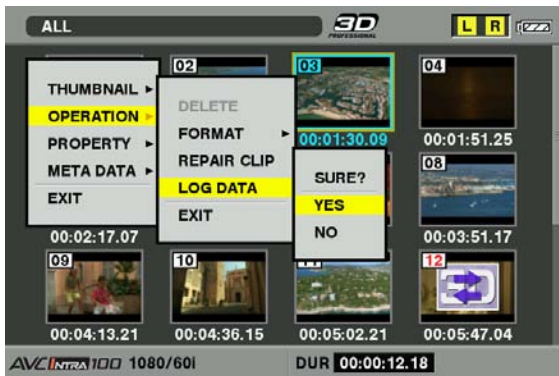 ALL
3D
PROFESSIONAL
L R
02
03
04
00:01:30.09
00:01:51.25
THUMBNAIL
OPERATION
PROPERTY
META DATA
EXIT
DELETE
FORMAT
REPAIR CLIP
LOG DATA
EXIT
SURE?
YES
NO
08
00:02:17.07
00:03:51.17
09
10
11
12
3D
00:04:13.21
00:04:36.15
00:05:02.21
00:05:47.04
AVC INTRA 100 1080/60i
DUR 00:00:12.18